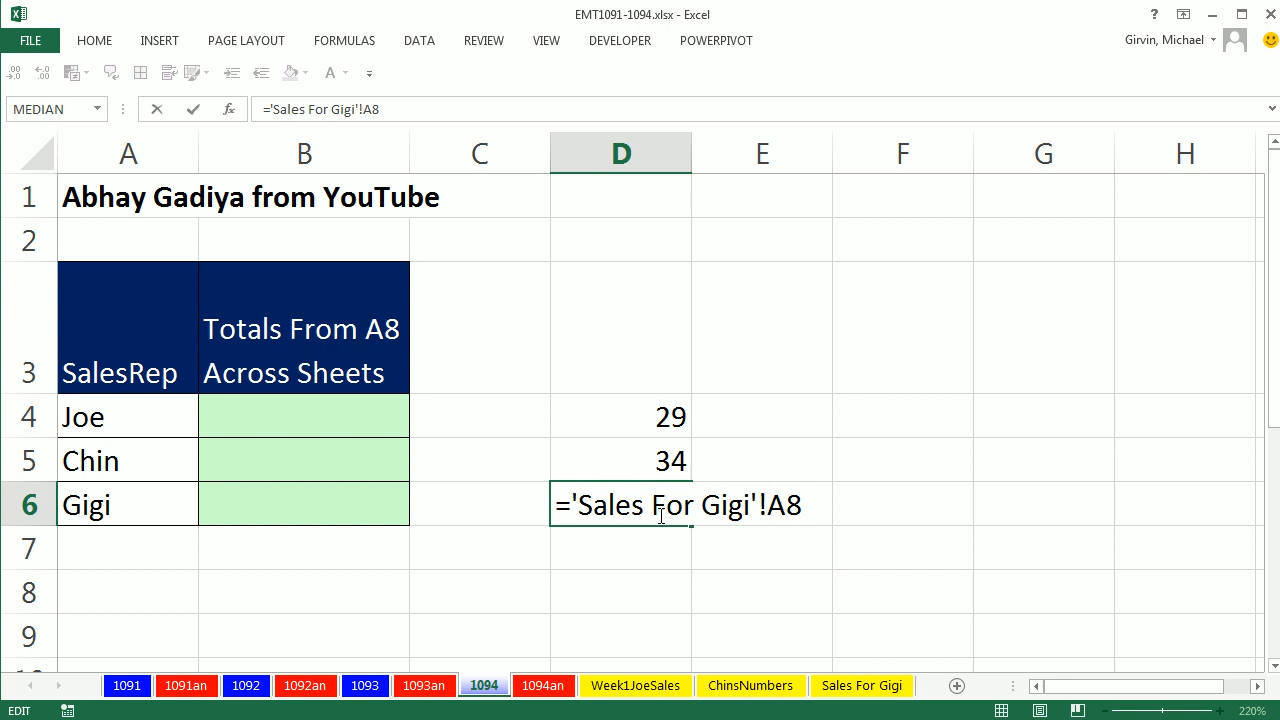 EMT1091-1094.xlsx - Excel
FILE HOME INSERT PAGE LAYOUT FORMULAS DATA REVIEW VIEW DEVELOPER POWERPIVOT Girvin, Michael
MEDIAN ='Sales For Gigi'!A8
A B C D E F G H
1 Abhay Gadiya from YouTube
2
Totals From A8
3 SalesRep Across Sheets
4 Joe 29
5 Chin 34
6 Gigi ='Sales For Gigi'!A8
7
8
9
1091 1091an 1092 1092an 1093 1093an 1094 1094an Week1JoeSales ChinsNumbers Sales For Gigi
EDIT 220%